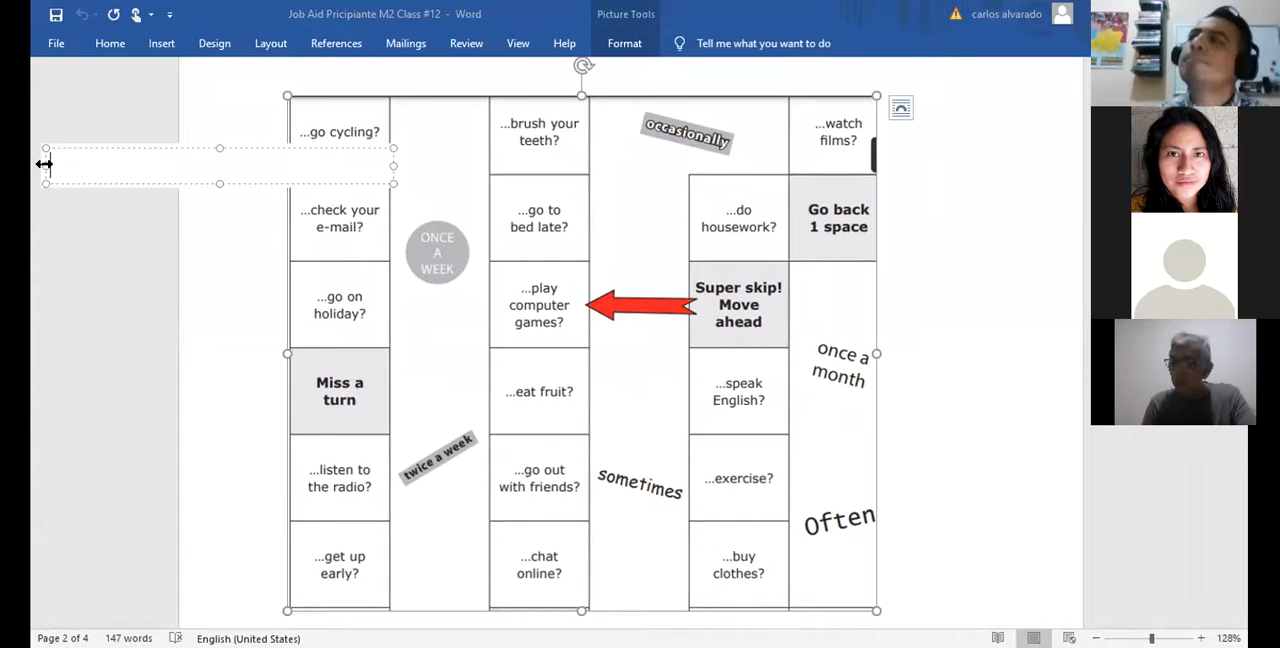 Job Aid Pricipiante M2 Class #12 - Word
Picture Tools
carlos alvarado
File Home Insert Design Layout References Mailings Review View Help Format Tell me what you want to do
...go cycling?
...brush your
teeth?
occasionally
...watch
films?
...check your
e-mail?
ONCE
A
WEEK
...go to
bed late?
...do
housework?
Go back
1 space
...go on
holiday?
...play
computer
games?
Super skip!
Move
ahead
once a
month
Miss a
turn
...eat fruit?
...speak
English?
...listen to
the radio?
twice a week
...go out
with friends?
sometimes
...exercise?
Often
...get up
early?
...chat
online?
...buy
clothes?
Page 2 of 4 147 words English (United States) 128%